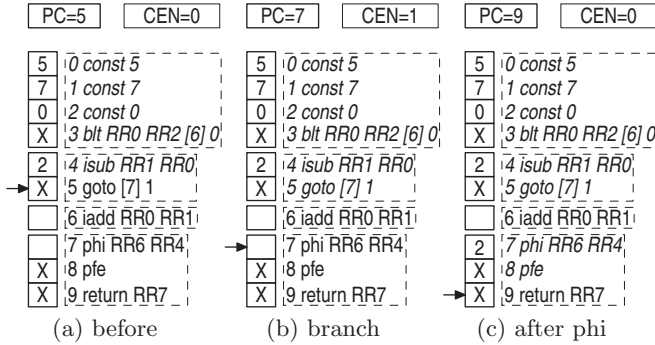 PC=5 CEN=0
5 0 const 5
7 1 const 7
0 2 const 0
X 3 blt RR0 RR2 [6] 0
2 4 isub RR1 RR0
X 5 goto [7] 1
6 iadd RR0 RR1
7 phi RR6 RR4
X 8 pfe
X 9 return RR7
(a) before
PC=7 CEN=1
5 0 const 5
7 1 const 7
0 2 const 0
X 3 blt RR0 RR2 [6] 0
2 4 isub RR1 RR0
X 5 goto [7] 1
6 iadd RR0 RR1
7 phi RR6 RR4
X 8 pfe
X 9 return RR7
(b) branch
PC=9 CEN=0
5 0 const 5
7 1 const 7
0 2 const 0
X 3 blt RR0 RR2 [6] 0
2 4 isub RR1 RR0
X 5 goto [7] 1
6 iadd RR0 RR1
2 7 phi RR6 RR4
X 8 pfe
X 9 return RR7
(c) after phi